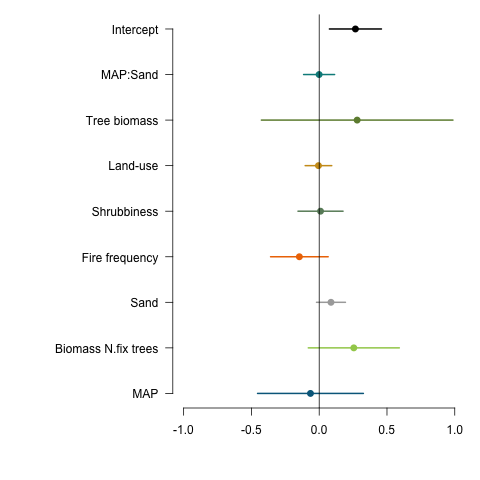 Intercept
MAP:Sand
Tree biomass
Land-use
Shrubbiness
Fire frequency
Sand
Biomass N.fix trees
MAP
-1.0 -0.5 0.0 0.5 1.0